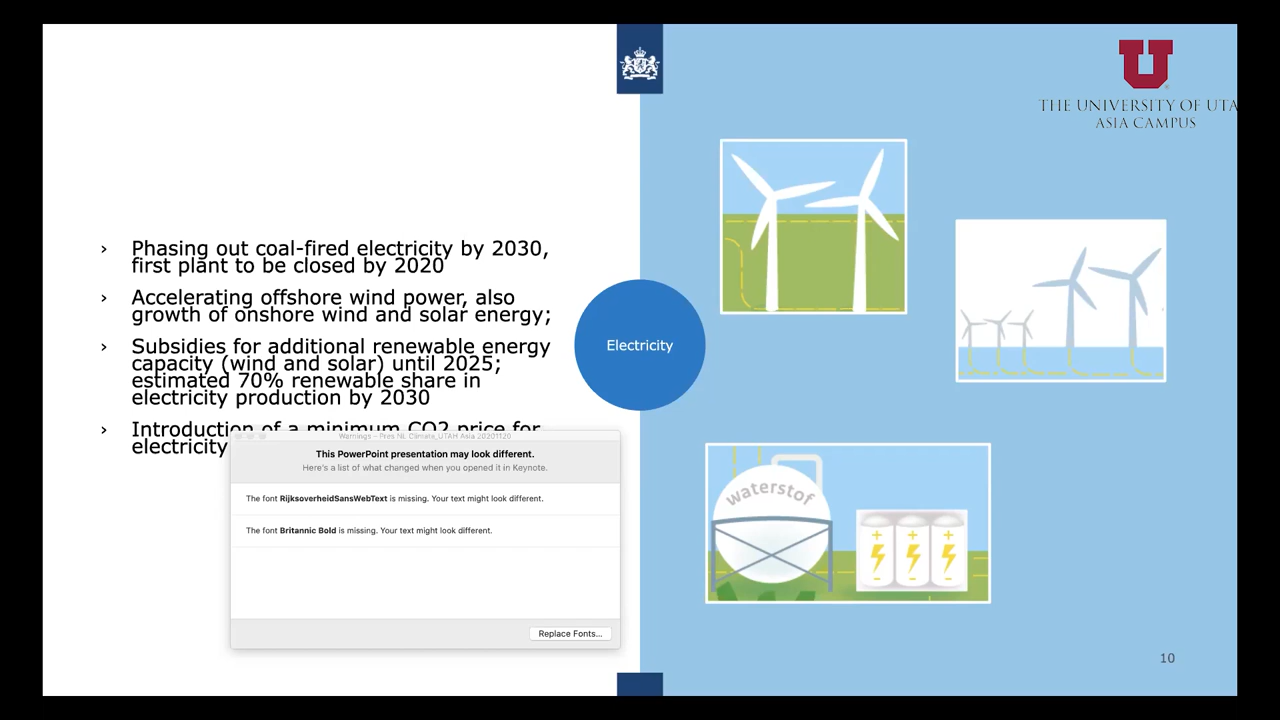 THE UNIVERSITY OF UTA
ASIA CAMPUS
› Phasing out coal-fired electricity by 2030,
first plant to be closed by 2020
› Accelerating offshore wind power, also
growth of onshore wind and solar energy;
› Subsidies for additional renewable energy
capacity (wind and solar) until 2025;
estimated 70% renewable share in
electricity production by 2030
› Introduction of a minimum CO2 price for
electricity
Electricity
Warnings – Pres NL Climate_UTAH Asia 20201120
This PowerPoint presentation may look different.
Here's a list of what changed when you opened it in Keynote.
The font RijksoverheidSansWebText is missing. Your text might look different.
The font Britannic Bold is missing. Your text might look different.
Replace Fonts...
waterstof
10